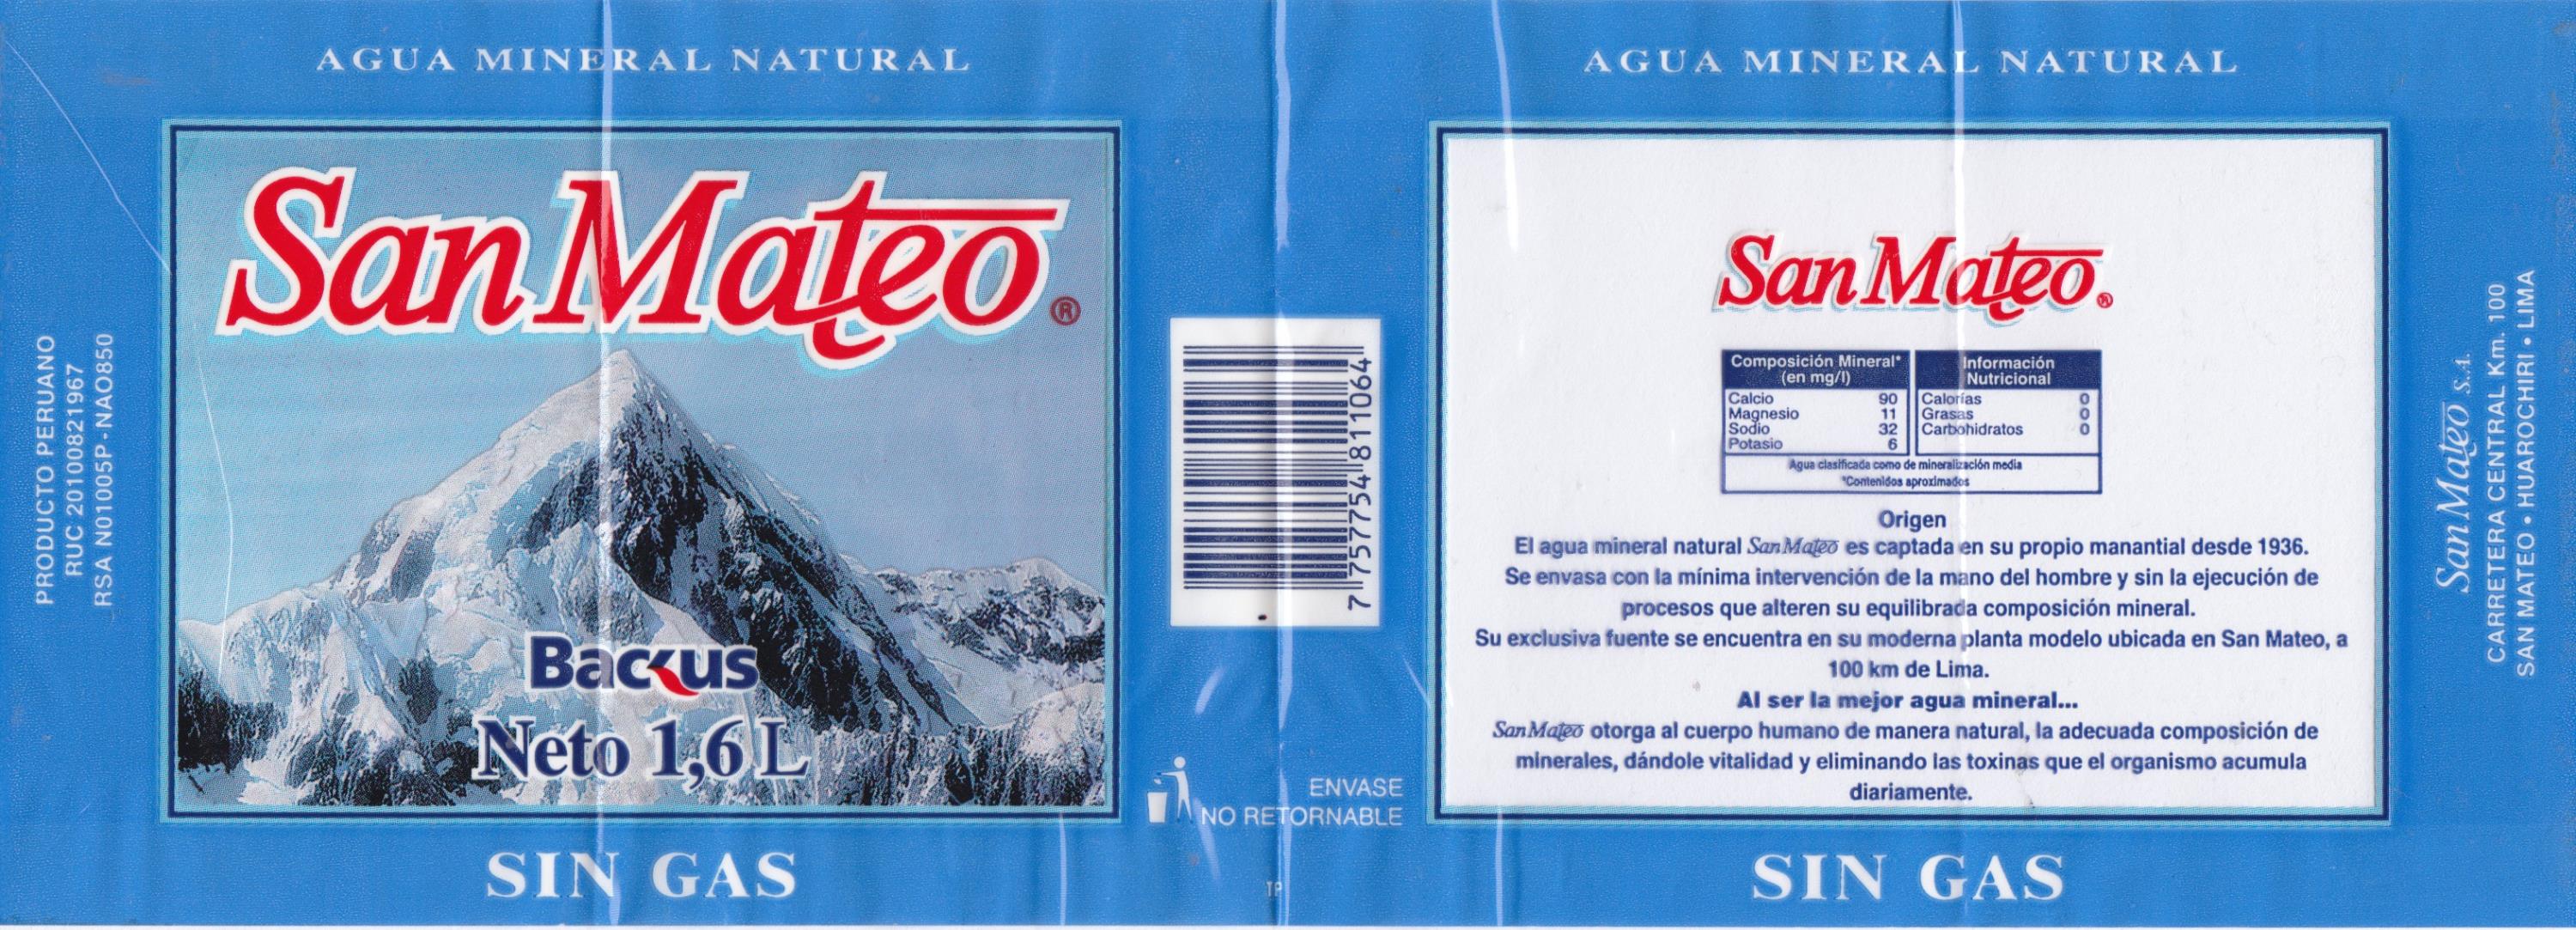 PRODUCTO PERUANO
RUC 20100821967
RSA N01005P-NAO850
AGUA MINERAL NATURAL
San Mateo®
Backus
Neto 1,6 L
SIN GAS
7 757754 811064
ENVASE
NO RETORNABLE
TP
AGUA MINERAL NATURAL
San Mateo®
Composición Mineral*
(en mg/l)
Calcio 90
Magnesio 11
Sodio 32
Potasio 6
Información
Nutricional
Calorías 0
Grasas 0
Carbohidratos 0
Agua clasificada como de mineralización media
*Contenidos aproximados
Origen
El agua mineral natural San Mateo es captada en su propio manantial desde 1936.
Se envasa con la mínima intervención de la mano del hombre y sin la ejecución de
procesos que alteren su equilibrada composición mineral.
Su exclusiva fuente se encuentra en su moderna planta modelo ubicada en San Mateo, a
100 km de Lima.
Al ser la mejor agua mineral...
San Mateo otorga al cuerpo humano de manera natural, la adecuada composición de
minerales, dándole vitalidad y eliminando las toxinas que el organismo acumula
diariamente.
SIN GAS
San Mateo S.A.
CARRETERA CENTRAL Km. 100
SAN MATEO • HUAROCHIRI • LIMA